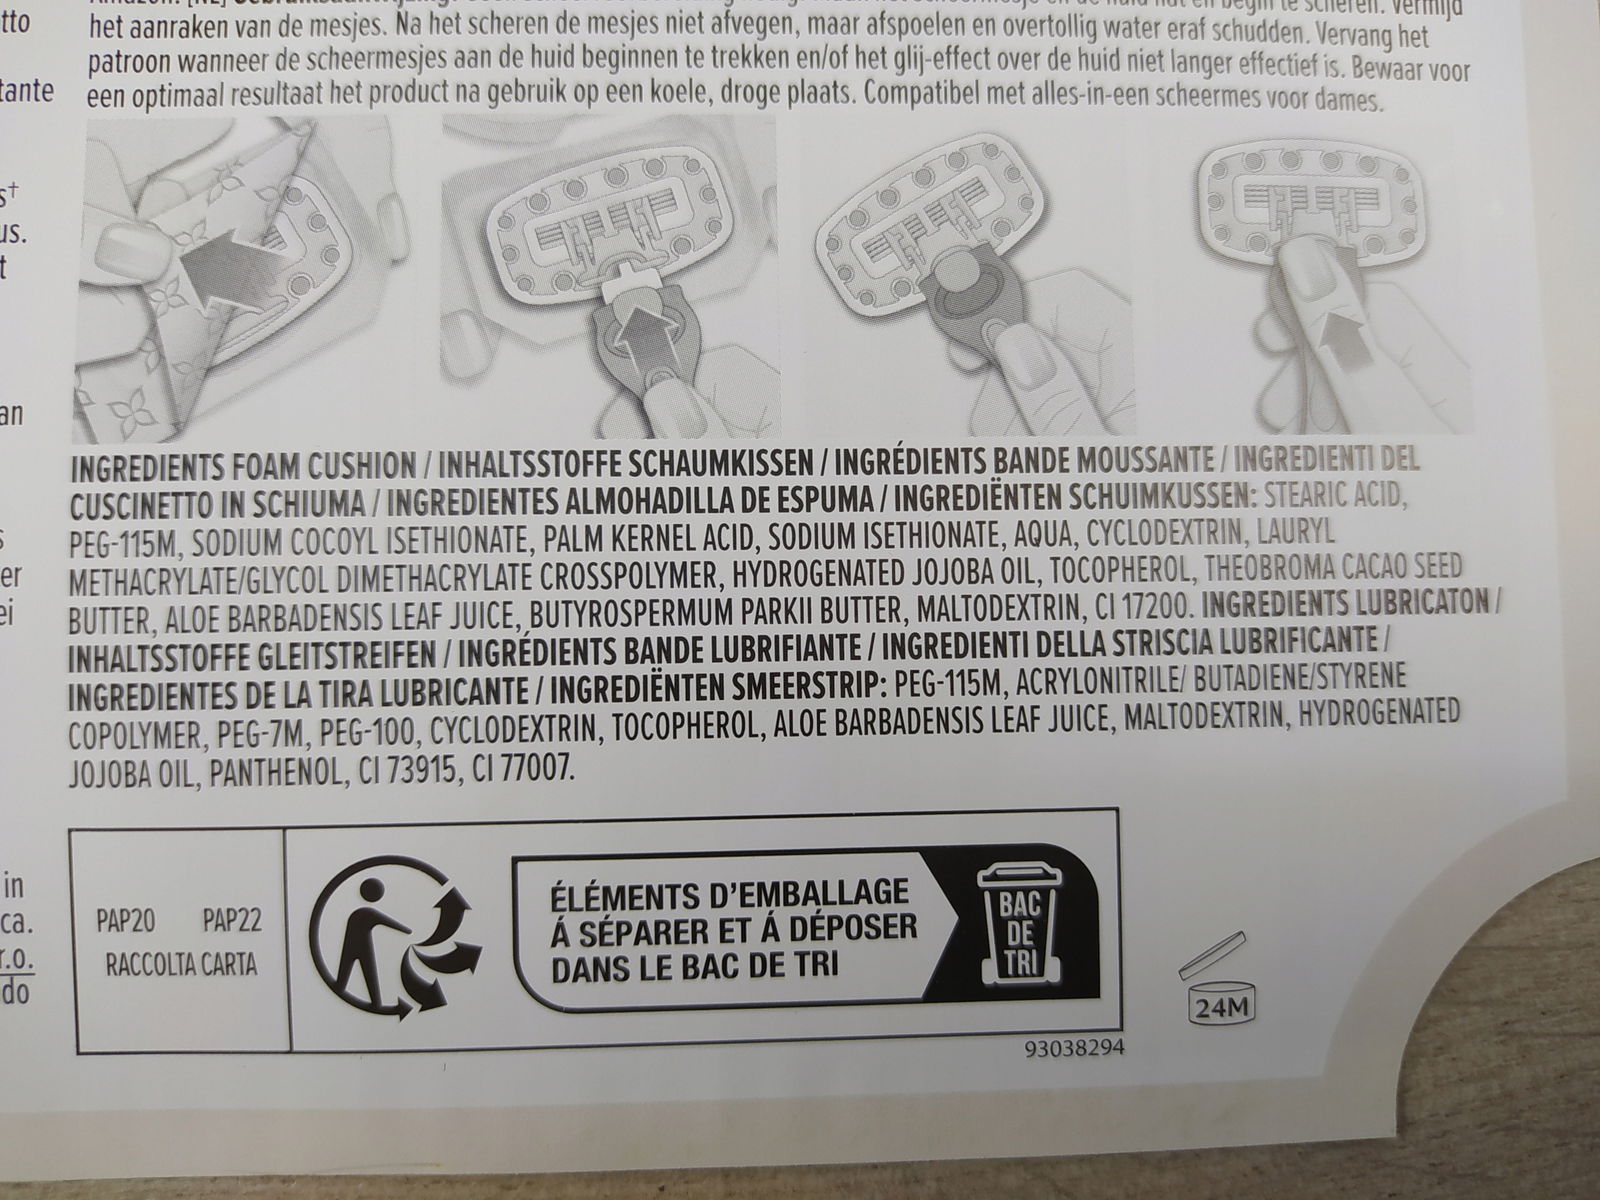 tto
tante
s†
us.
t
an
s
er
ei
in
ca.
r.o.
do
het aanraken van de mesjes. Na het scheren de mesjes niet afvegen, maar afspoelen en overtollig water eraf schudden. Vervang het
patroon wanneer de scheermesjes aan de huid beginnen te trekken en/of het glij-effect over de huid niet langer effectief is. Bewaar voor
een optimaal resultaat het product na gebruik op een koele, droge plaats. Compatibel met alles-in-een scheermes voor dames.
INGREDIENTS FOAM CUSHION / INHALTSSTOFFE SCHAUMKISSEN / INGRÉDIENTS BANDE MOUSSANTE / INGREDIENTI DEL
CUSCINETTO IN SCHIUMA / INGREDIENTES ALMOHADILLA DE ESPUMA / INGREDIËNTEN SCHUIMKUSSEN: STEARIC ACID,
PEG-115M, SODIUM COCOYL ISETHIONATE, PALM KERNEL ACID, SODIUM ISETHIONATE, AQUA, CYCLODEXTRIN, LAURYL
METHACRYLATE/GLYCOL DIMETHACRYLATE CROSSPOLYMER, HYDROGENATED JOJOBA OIL, TOCOPHEROL, THEOBROMA CACAO SEED
BUTTER, ALOE BARBADENSIS LEAF JUICE, BUTYROSPERMUM PARKII BUTTER, MALTODEXTRIN, CI 17200. INGREDIENTS LUBRICATON /
INHALTSSTOFFE GLEITSTREIFEN / INGRÉDIENTS BANDE LUBRIFIANTE / INGREDIENTI DELLA STRISCIA LUBRIFICANTE /
INGREDIENTES DE LA TIRA LUBRICANTE / INGREDIËNTEN SMEERSTRIP: PEG-115M, ACRYLONITRILE/ BUTADIENE/STYRENE
COPOLYMER, PEG-7M, PEG-100, CYCLODEXTRIN, TOCOPHEROL, ALOE BARBADENSIS LEAF JUICE, MALTODEXTRIN, HYDROGENATED
JOJOBA OIL, PANTHENOL, CI 73915, CI 77007.
PAP20 PAP22
RACCOLTA CARTA
ÉLÉMENTS D'EMBALLAGE
Á SÉPARER ET Á DÉPOSER
DANS LE BAC DE TRI
BAC
DE
TRI
24M
93038294